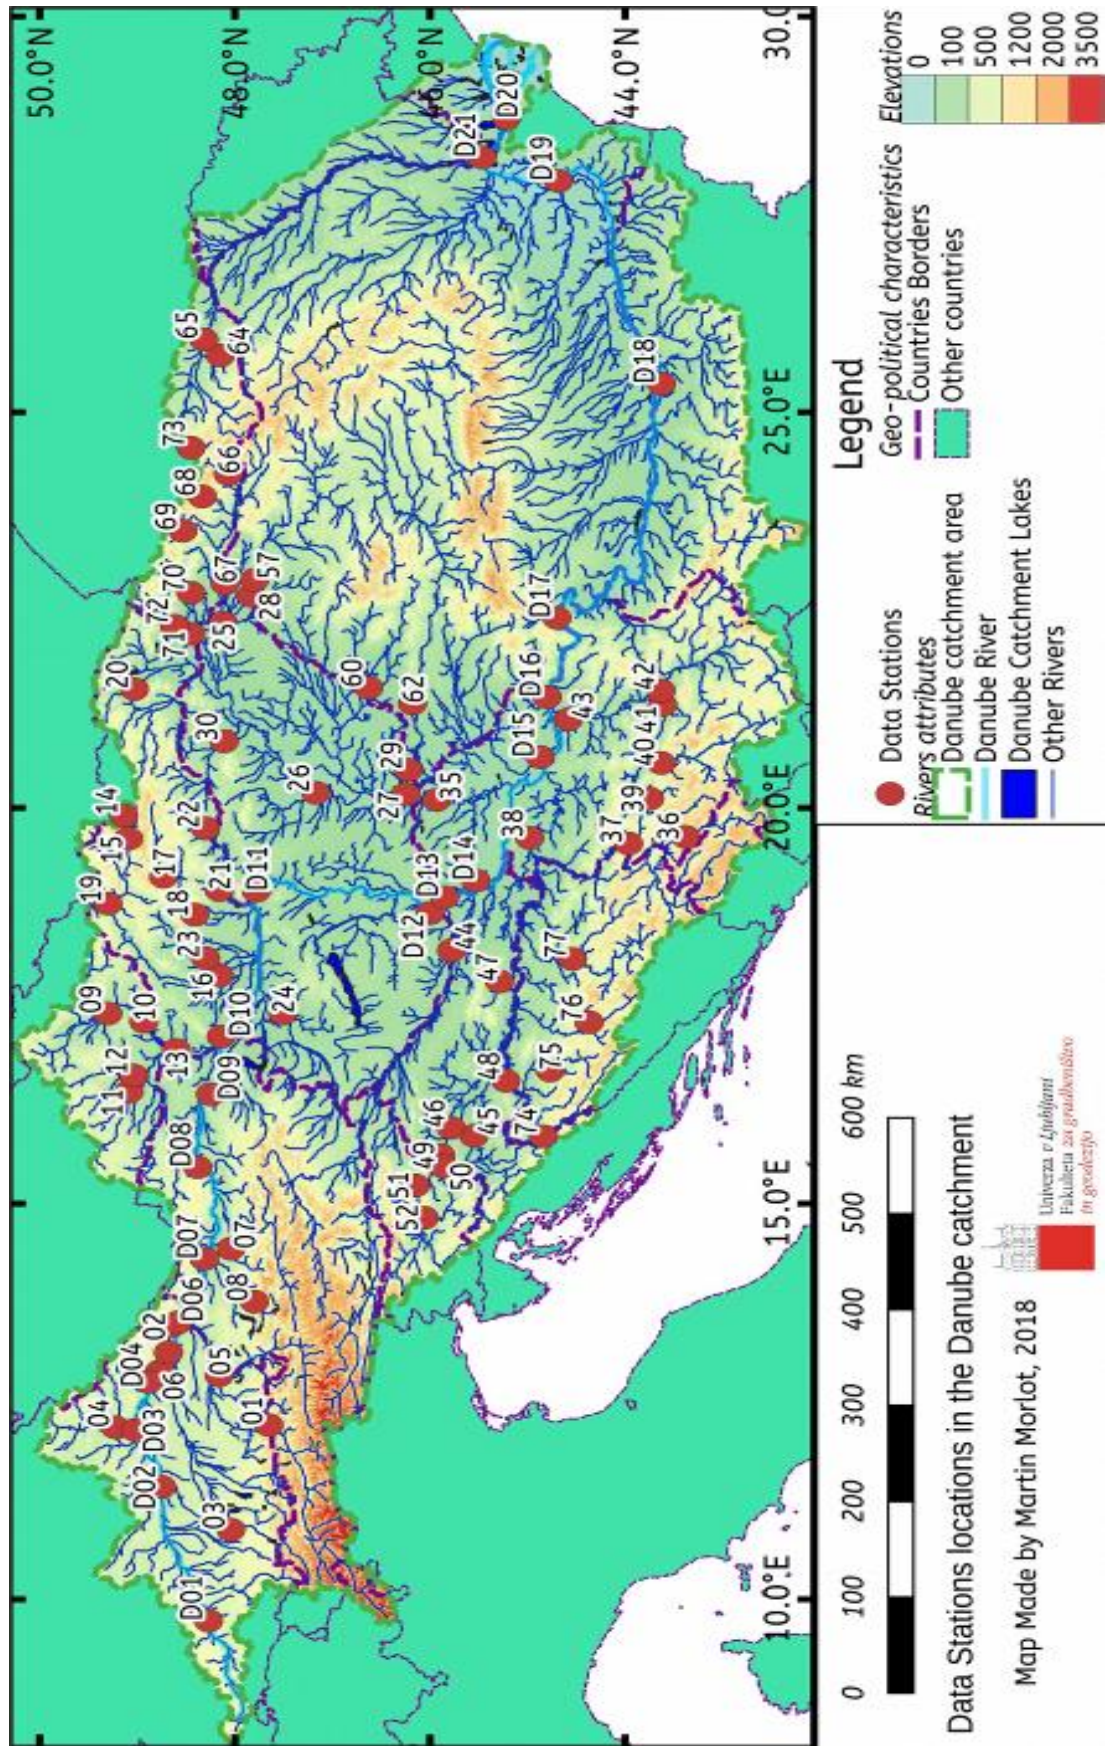 50.0°N
48.0°N
46.0°N
44.0°N
10.0°E
15.0°E
20.0°E
25.0°E
30.0
D01
03
D02
04
D03
01
D04
06
05
02
D06
08
D07
07
D08
D09
11
12
13
10
09
D10
24
16
23
18
19
21
D11
17
15
14
22
30
20
26
25
71
72
70
67
28
57
69
68
66
73
64
65
60
62
29
27
35
52
51
49
50
46
45
74
48
75
47
44
76
77
D12
D13
D14
38
37
36
39
40
41
42
43
D15
D16
D17
D18
D19
D20
D21
Legend
Data Stations
Rivers attributes
Danube catchment area
Danube River
Danube Catchment Lakes
Other Rivers
Geo-political characteristics
Countries Borders
Other countries
Elevations
0
100
500
1200
2000
3500
0 100 200 300 400 500 600 km
Data Stations locations in the Danube catchment
Map Made by Martin Morlot, 2018
Univerza v Ljubljani
Fakulteta za gradbeništvo
in geodezijo